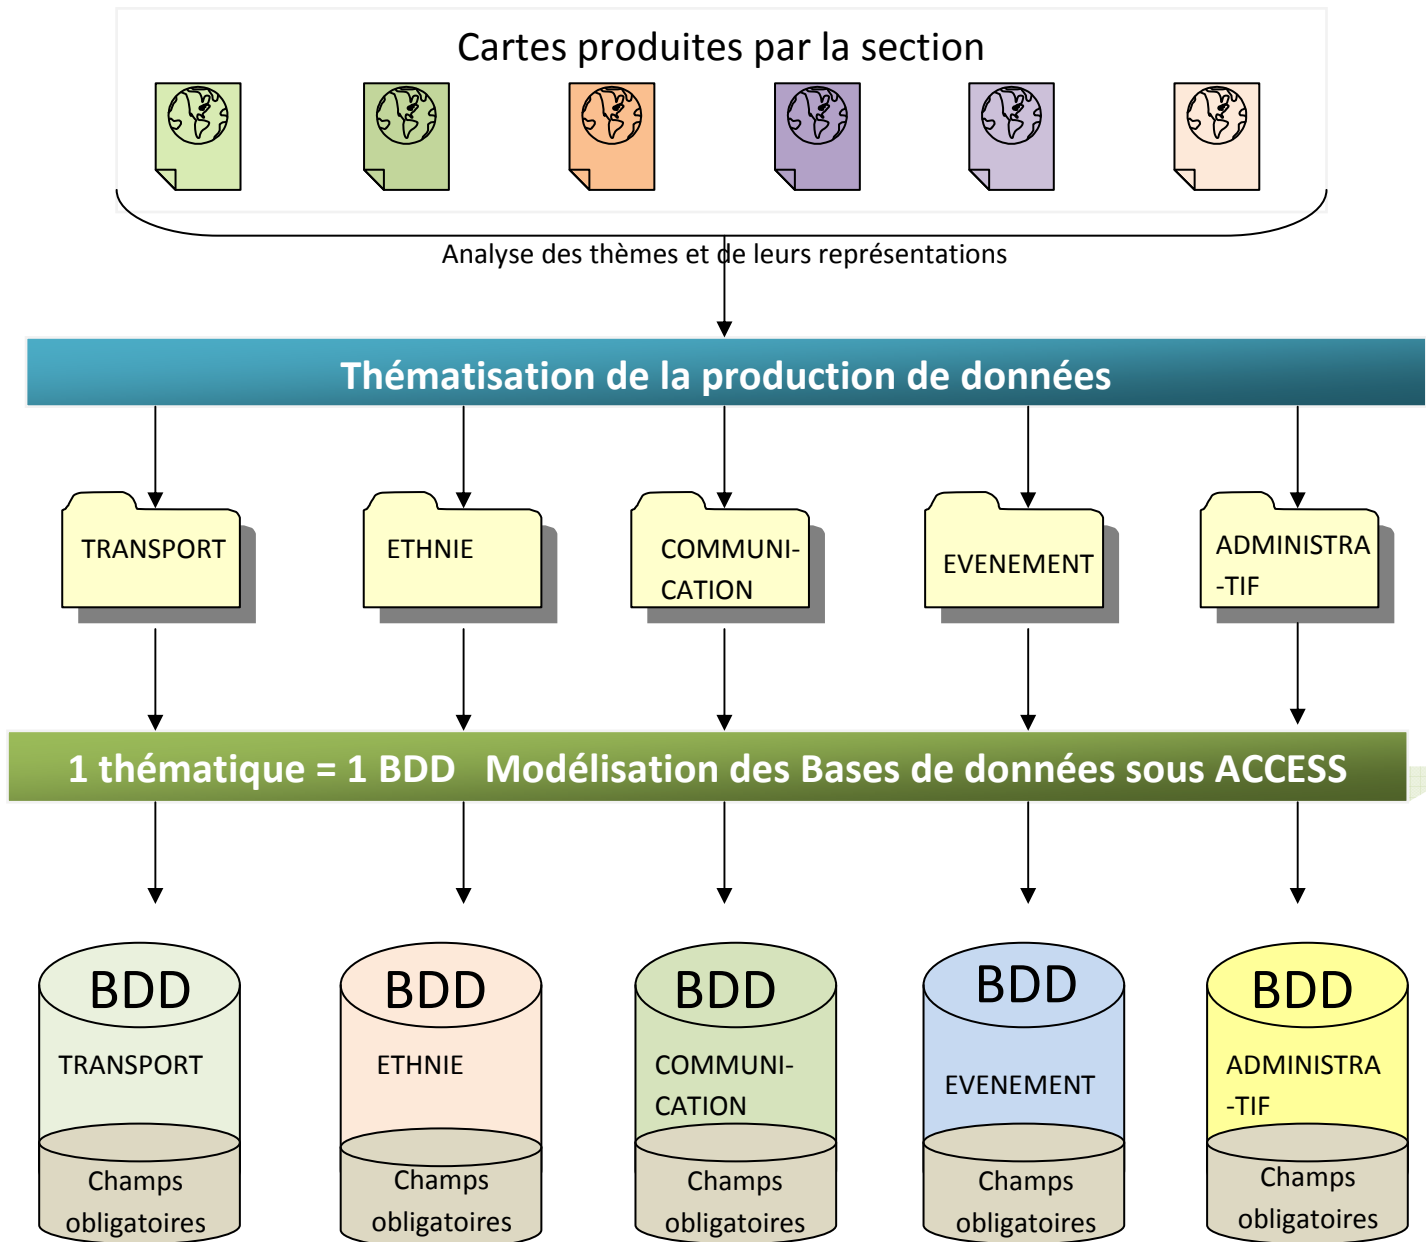 Cartes produites par la section
Analyse des thèmes et de leurs représentations
Thématisation de la production de données
TRANSPORT
ETHNIE
COMMUNI-
CATION
EVENEMENT
ADMINISTRA
-TIF
1 thématique = 1 BDD Modélisation des Bases de données sous ACCESS
BDD
TRANSPORT
Champs
obligatoires
BDD
ETHNIE
Champs
obligatoires
BDD
COMMUNI-
CATION
Champs
obligatoires
BDD
EVENEMENT
Champs
obligatoires
BDD
ADMINISTRA
-TIF
Champs
obligatoires